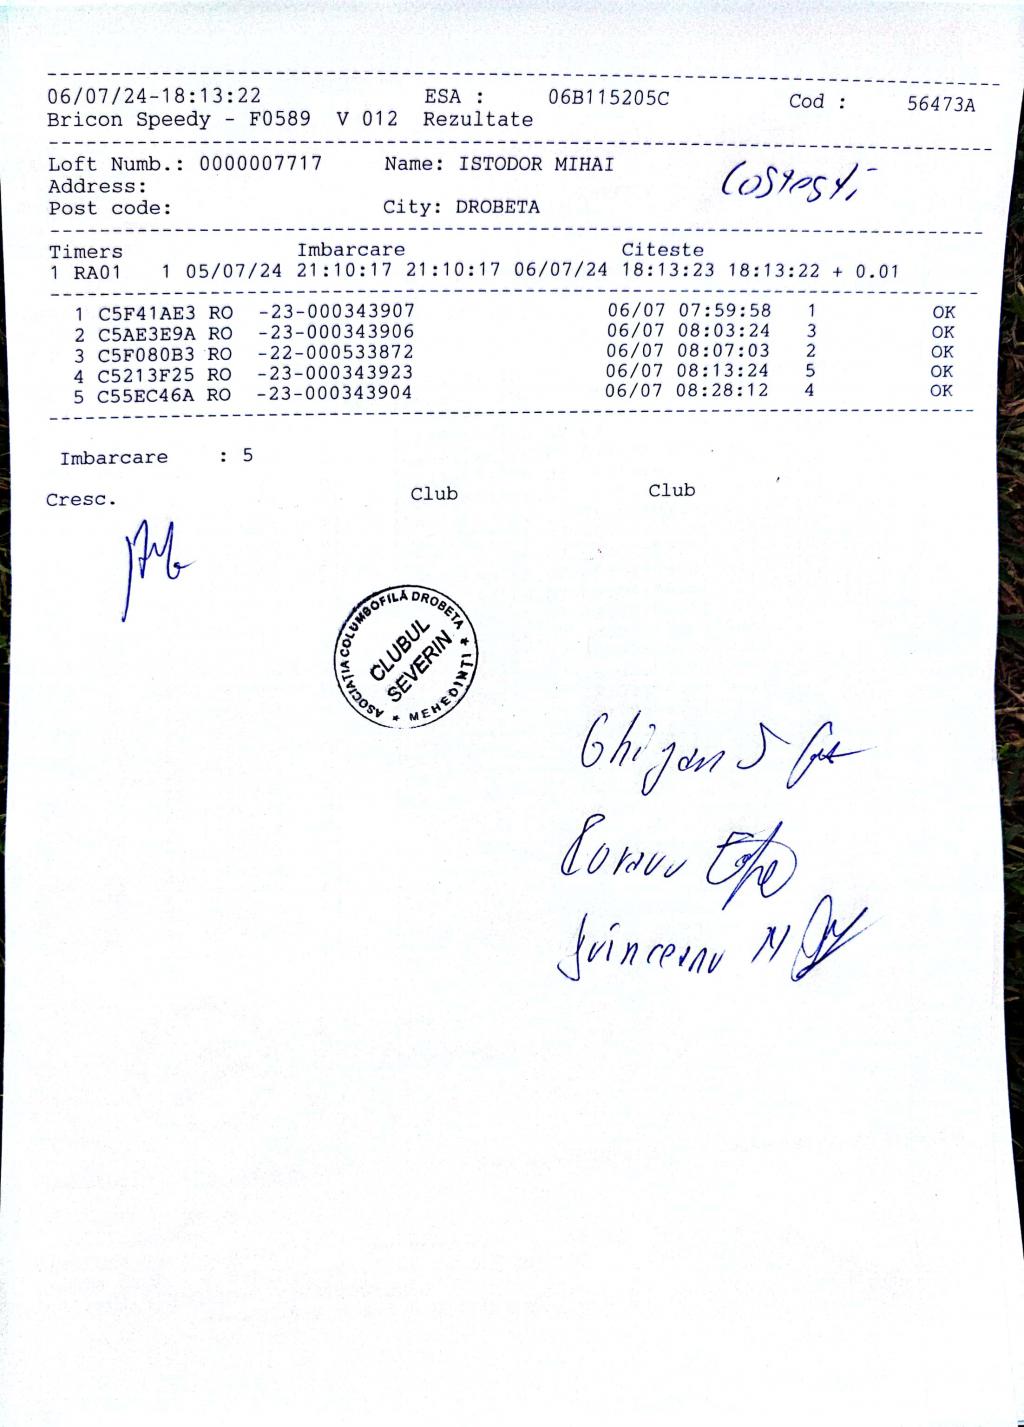 06/07/24-18:13:22 ESA : 06B115205C Cod : 56473A
Bricon Speedy - F0589 V 012 Rezultate
Loft Numb.: 0000007717 Name: ISTODOR MIHAI
Costesti
Address:
Post code: City: DROBETA
Timers Imbarcare Citeste
1 RA01 1 05/07/24 21:10:17 21:10:17 06/07/24 18:13:23 18:13:22 + 0.01
1 C5F41AE3 RO -23-000343907 06/07 07:59:58 1 OK
2 C5AE3E9A RO -23-000343906 06/07 08:03:24 3 OK
3 C5F080B3 RO -22-000533872 06/07 08:07:03 2 OK
4 C5213F25 RO -23-000343923 06/07 08:13:24 5 OK
5 C55EC46A RO -23-000343904 06/07 08:28:12 4 OK
Imbarcare : 5
Cresc. Club Club
ASOCIAȚIA COLUMBOFILĂ DROBETA
CLUBUL
SEVERIN
* MEHEDINȚI *